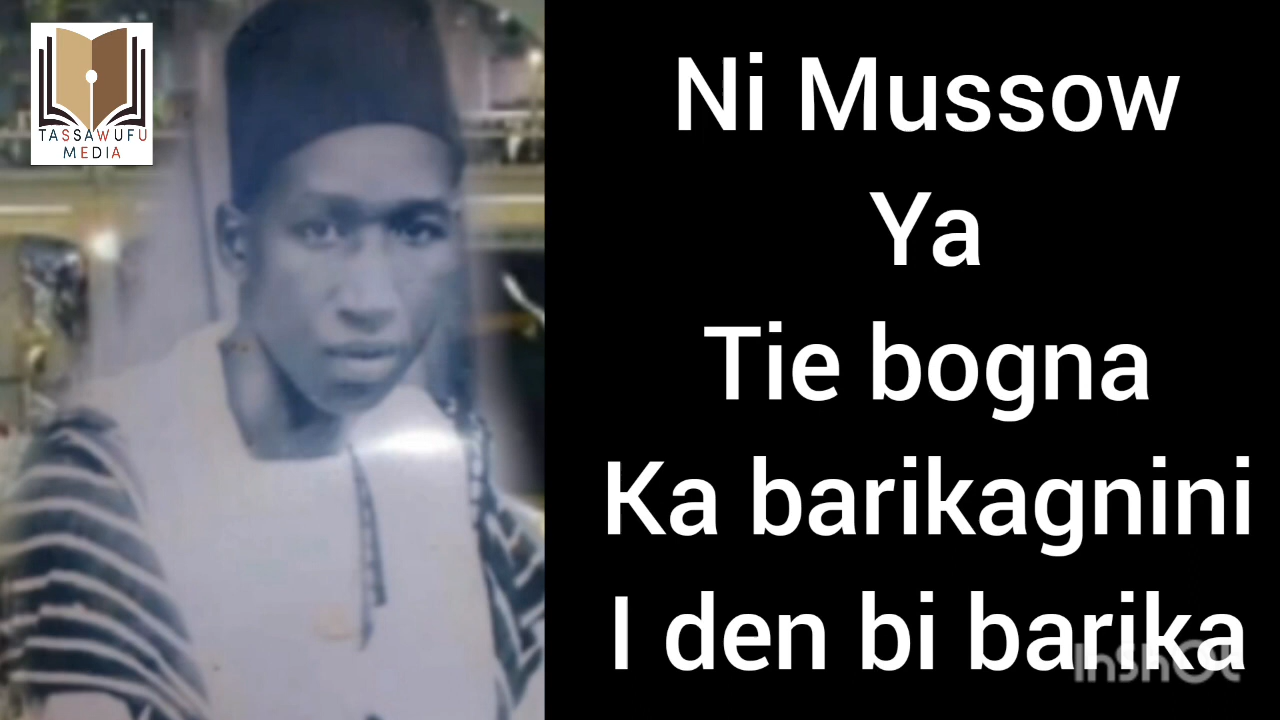 TASSAWUFU
MEDIA
Ni Mussow
Ya
Tie bogna
Ka barikagnini
I den bi barika
InShOt